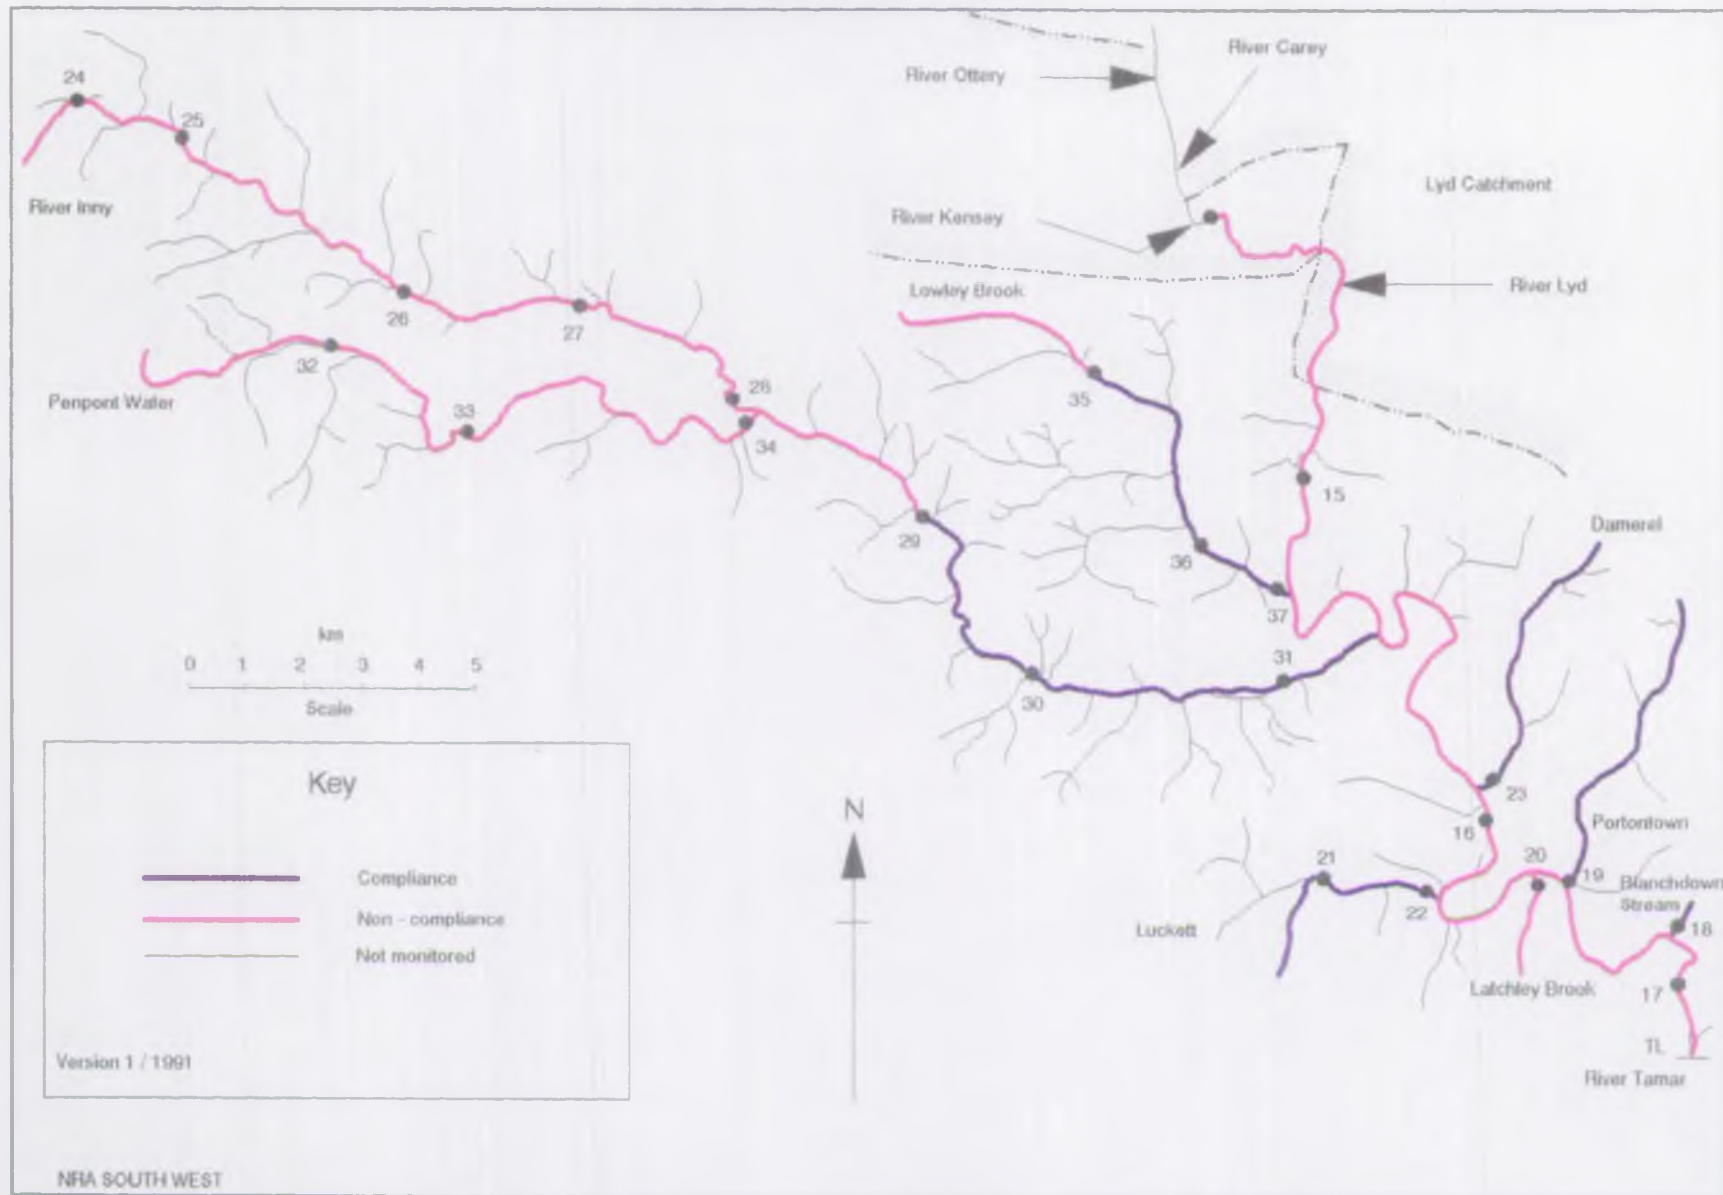 River Carey
River Ottery
24
25
Lyd Catchment
River Inny
River Kensey
River Lyd
Lowley Brook
26
27
32
35
28
Penpont Water
33
34
15
Damerel
29
36
37
km
0 1 2 3 4 5
Scale
31
30
Key
23
N
16
Portontown
21
20
19
Compliance
Blanchdown
Stream
22
Non - compliance
Luckett
18
Not monitored
Latchley Brook
17
TL
Version 1 / 1991
River Tamar
NRA SOUTH WEST